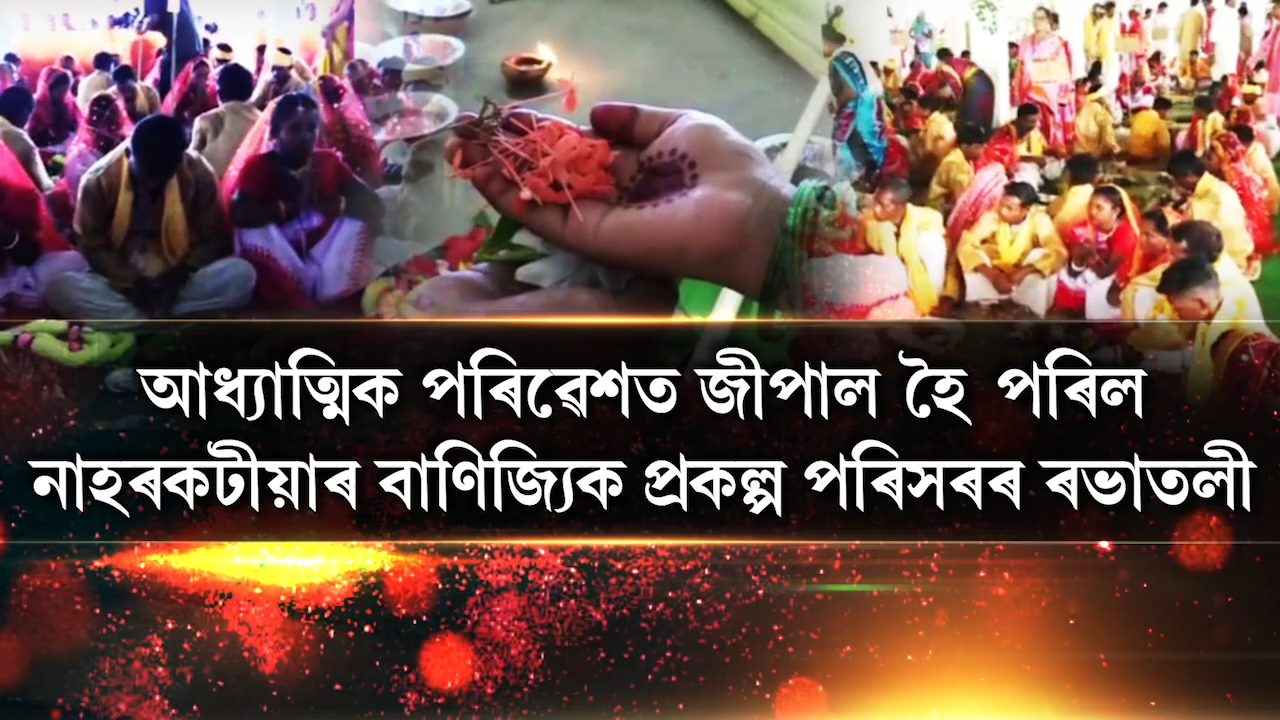 আধ্যাত্মিক পৰিৱেশত জীপাল হৈ পৰিল
নাহৰকটীয়াৰ বাণিজ্যিক প্ৰকল্প পৰিসৰৰ ৰভাতলী